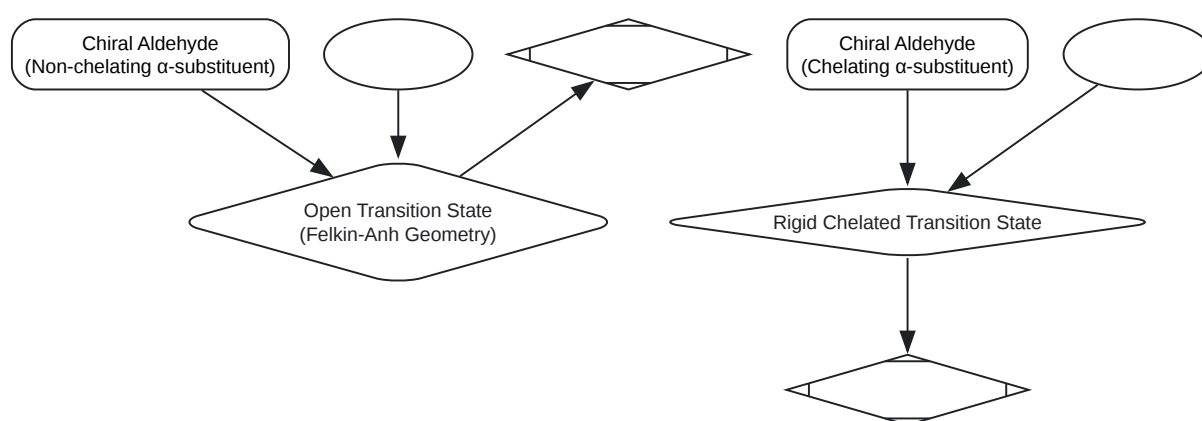 Chiral Aldehyde
(Non-chelating α-substituent)
Chiral Aldehyde
(Chelating α-substituent)
Open Transition State
(Felkin-Anh Geometry)
Rigid Chelated Transition State